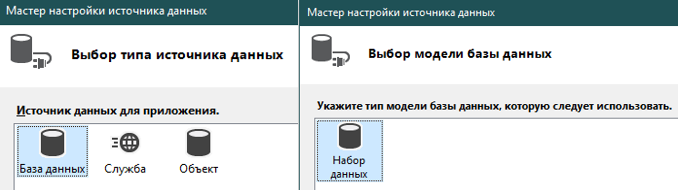 Мастер настройки источника данных
Выбор типа источника данных
Источник данных для приложения.
База данных
Служба
Объект
Мастер настройки источника данных
Выбор модели базы данных
Укажите тип модели базы данных, которую следует использовать.
Набор
данных